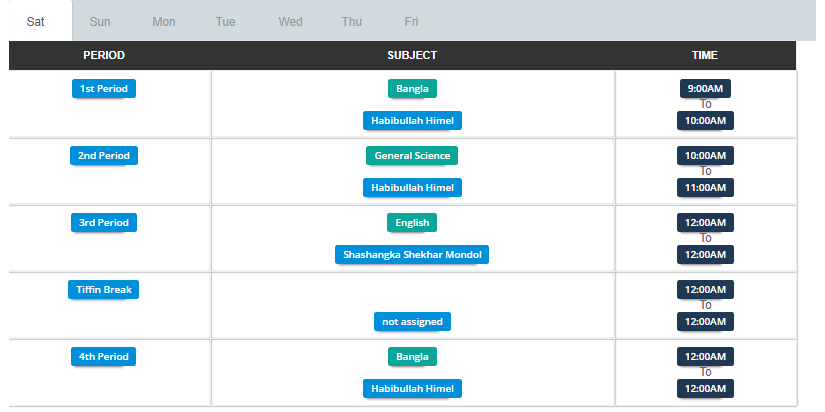 Sat Sun Mon Tue Wed Thu Fri
PERIOD SUBJECT TIME
1st Period Bangla 9:00AM
To
Habibullah Himel 10:00AM
2nd Period General Science 10:00AM
To
Habibullah Himel 11:00AM
3rd Period English 12:00AM
To
Shashangka Shekhar Mondol 12:00AM
Tiffin Break 12:00AM
To
not assigned 12:00AM
4th Period Bangla 12:00AM
To
Habibullah Himel 12:00AM